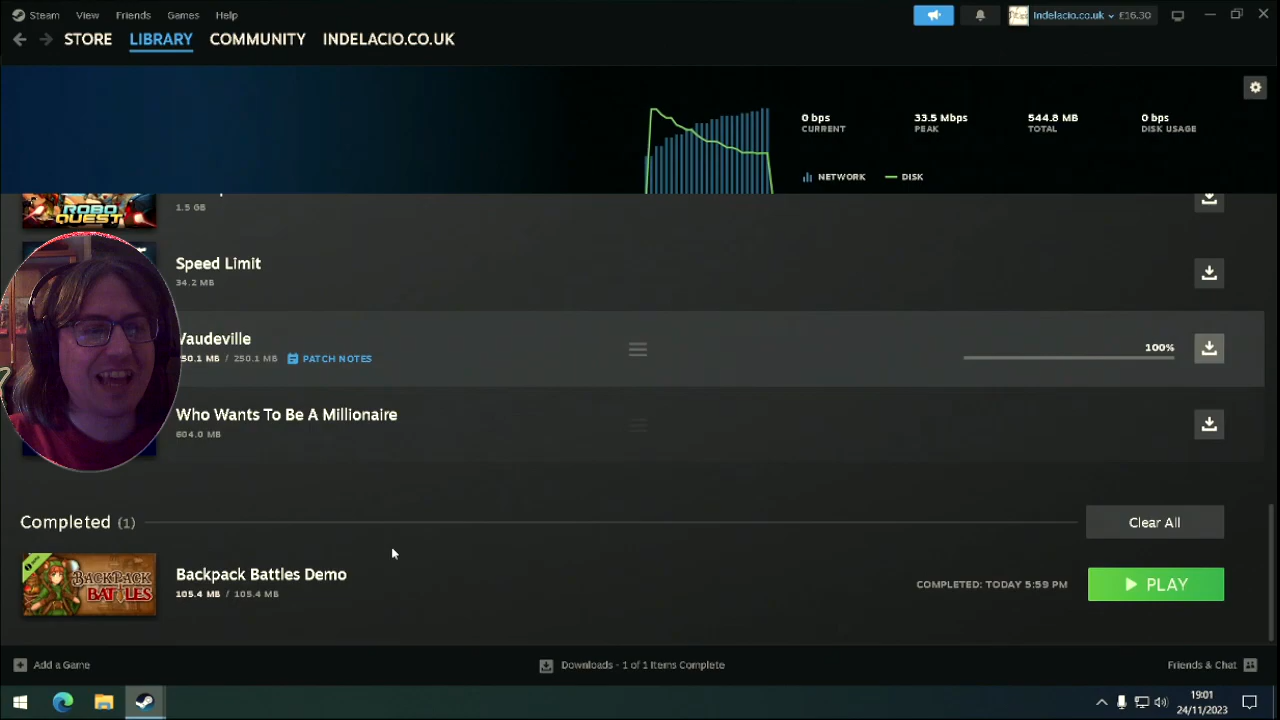 Steam View Friends Games Help
indelacio.co.uk £16.30
STORE LIBRARY COMMUNITY INDELACIO.CO.UK
0 bps 33.5 Mbps 544.8 MB 0 bps
CURRENT PEAK TOTAL DISK USAGE
NETWORK DISK
ROBO
QUEST
1.5 GB
Speed Limit
34.2 MB
Vaudeville
250.1 MB PATCH NOTES
100%
Who Wants To Be A Millionaire
604.0 MB
Completed (1)
Clear All
BACKPACK
BATTLES
Backpack Battles Demo
105.4 MB / 105.4 MB
COMPLETED: TODAY 5:59 PM
PLAY
Add a Game
Downloads - 1 of 1 Items Complete
Friends & Chat
19:01
24/11/2023